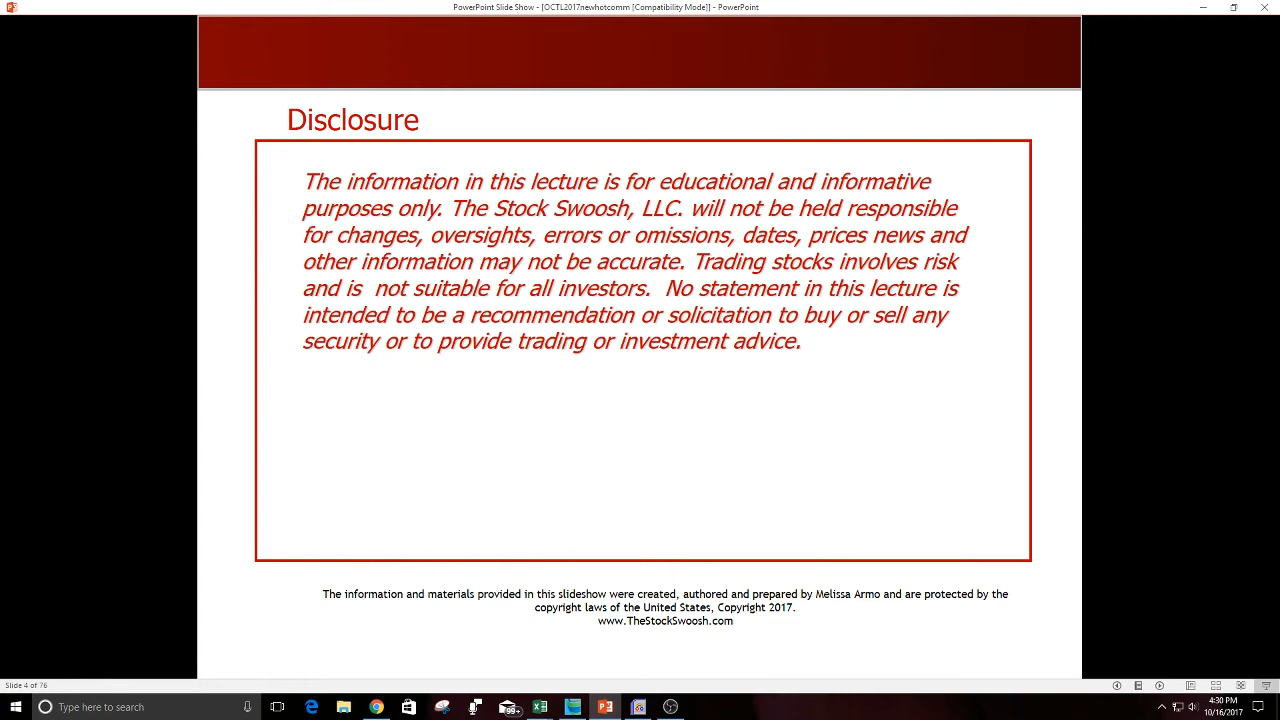 PowerPoint Slide Show - [OCTL2017newhotcomm [Compatibility Mode]] - PowerPoint
Disclosure
The information in this lecture is for educational and informative
purposes only. The Stock Swoosh, LLC. will not be held responsible
for changes, oversights, errors or omissions, dates, prices news and
other information may not be accurate. Trading stocks involves risk
and is  not suitable for all investors.  No statement in this lecture is
intended to be a recommendation or solicitation to buy or sell any
security or to provide trading or investment advice.
The information and materials provided in this slideshow were created, authored and prepared by Melissa Armo and are protected by the
copyright laws of the United States, Copyright 2017.
www.TheStockSwoosh.com
Slide 4 of 76
Type here to search
99+
4:30 PM
10/16/2017